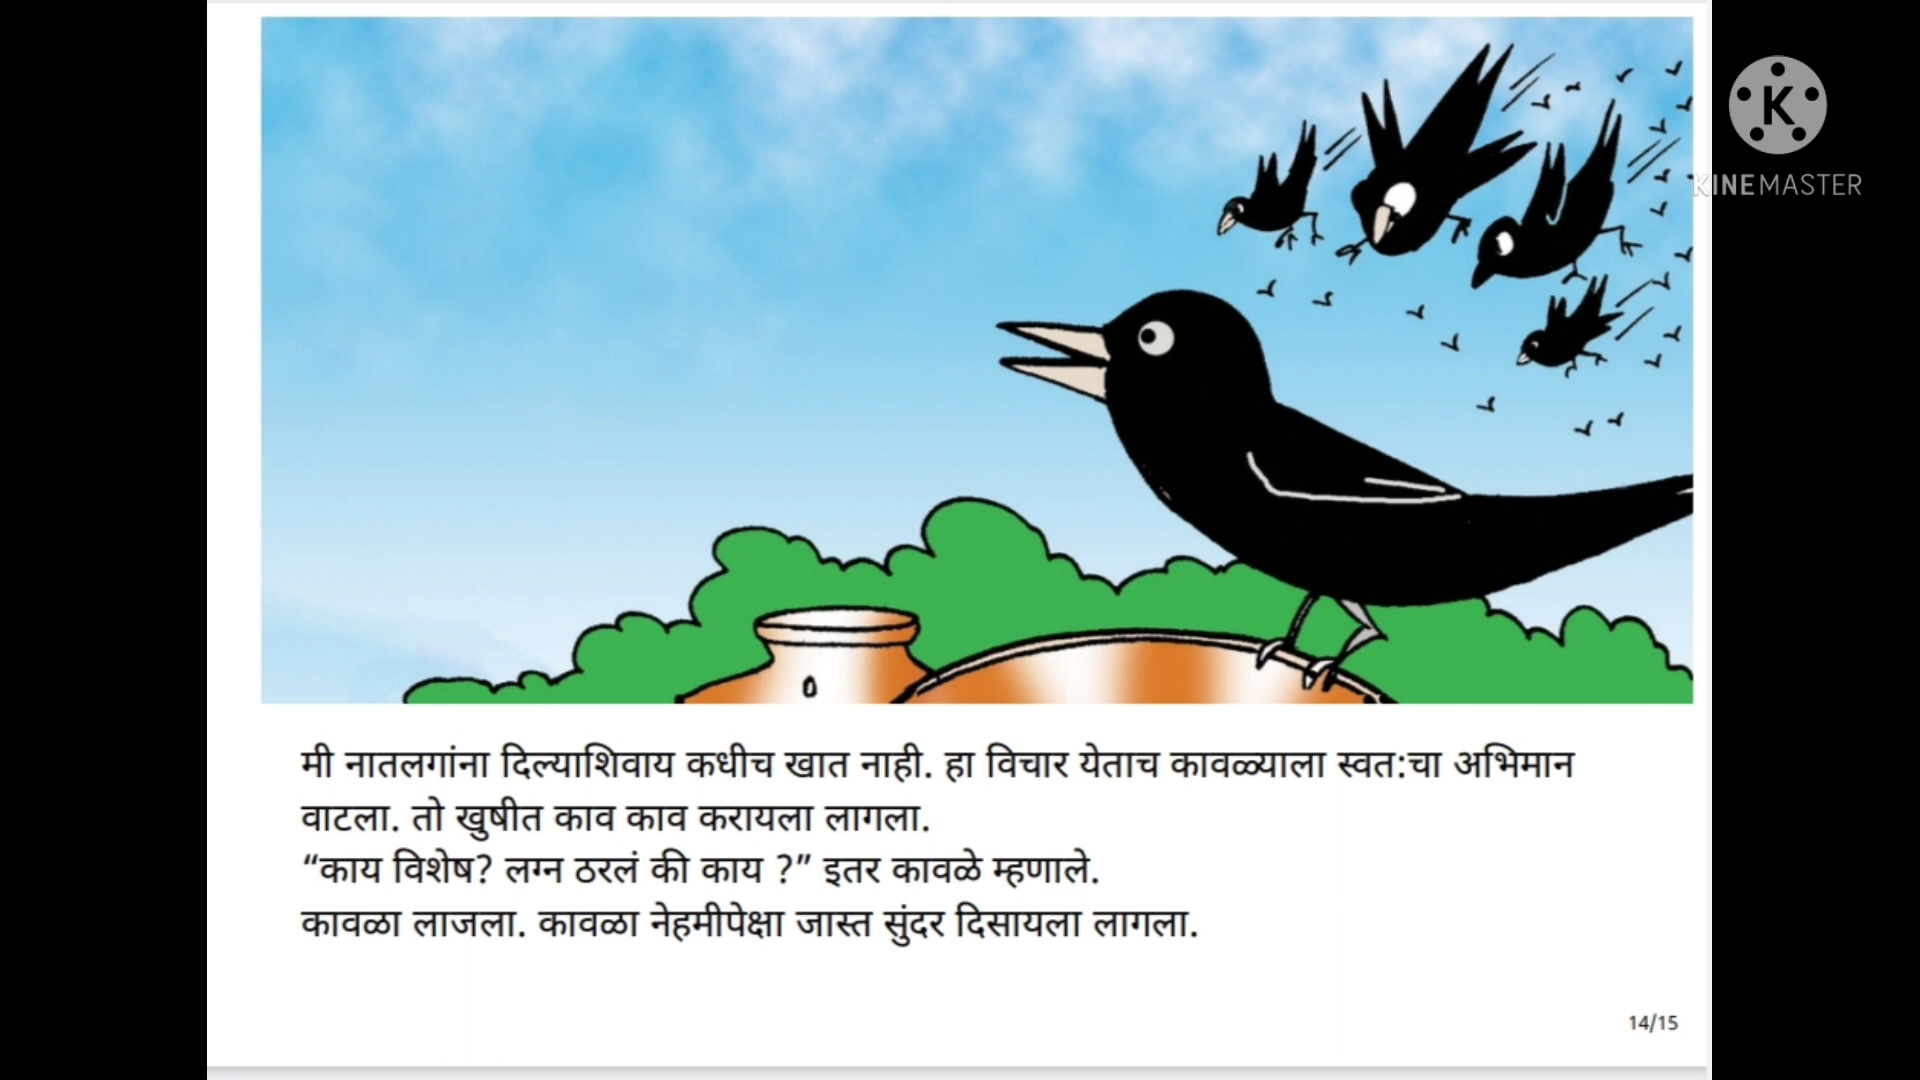 K
KINEMASTER
मी नातलगांना दिल्याशिवाय कधीच खात नाही. हा विचार येताच कावळ्याला स्वत:चा अभिमान
वाटला. तो खुषीत काव काव करायला लागला.
“काय विशेष? लग्न ठरलं की काय ?” इतर कावळे म्हणाले.
कावळा लाजला. कावळा नेहमीपेक्षा जास्त सुंदर दिसायला लागला.
14/15